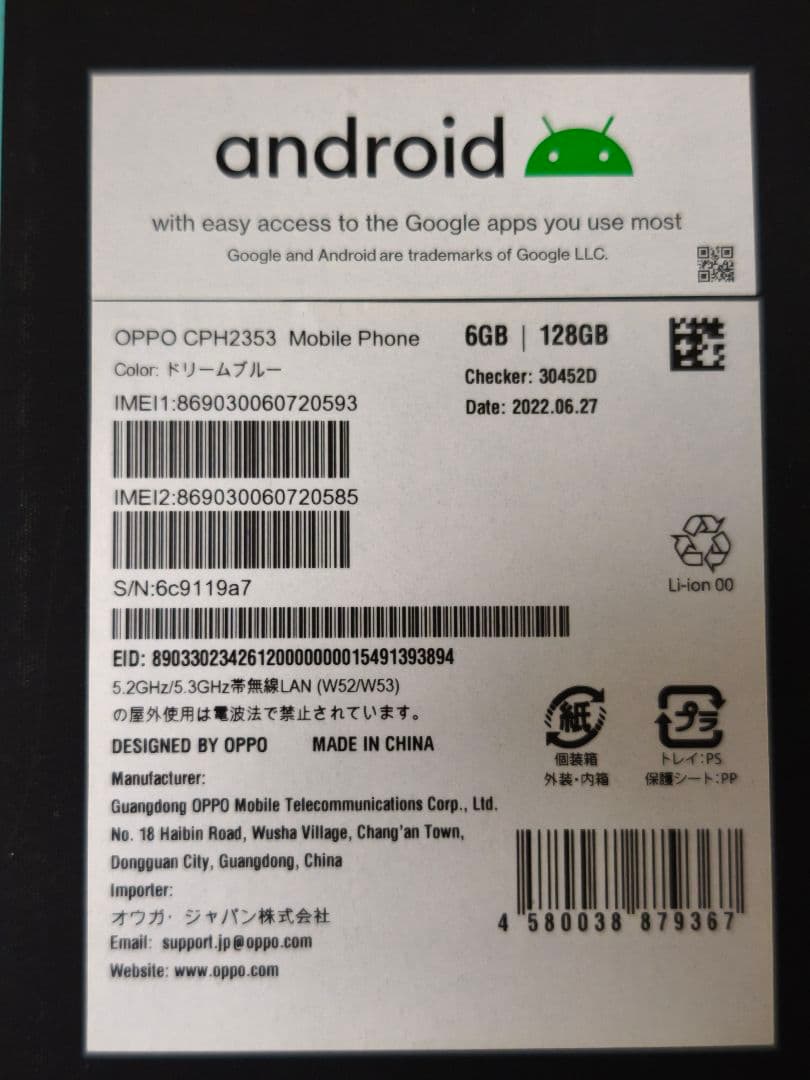 android
with easy access to the Google apps you use most
Google and Android are trademarks of Google LLC.
OPPO CPH2353 Mobile Phone
6GB | 128GB
Color: ドリームブルー
Checker: 30452D
IMEI1:869030060720593
Date: 2022.06.27
IMEI2:869030060720585
S/N:6c9119a7
Li-ion 00
EID: 89033023426120000000015491393894
5.2GHz/5.3GHz帯無線LAN (W52/W53)
の屋外使用は電波法で禁止されています。
DESIGNED BY OPPO MADE IN CHINA
紙
個装箱
外装・内箱
プラ
トレイ:PS
保護シート:PP
Manufacturer:
Guangdong OPPO Mobile Telecommunications Corp., Ltd.
No. 18 Haibin Road, Wusha Village, Chang'an Town,
Dongguan City, Guangdong, China
Importer:
オウガ・ジャパン株式会社
Email: support.jp@oppo.com
Website: www.oppo.com
4 580038 879367